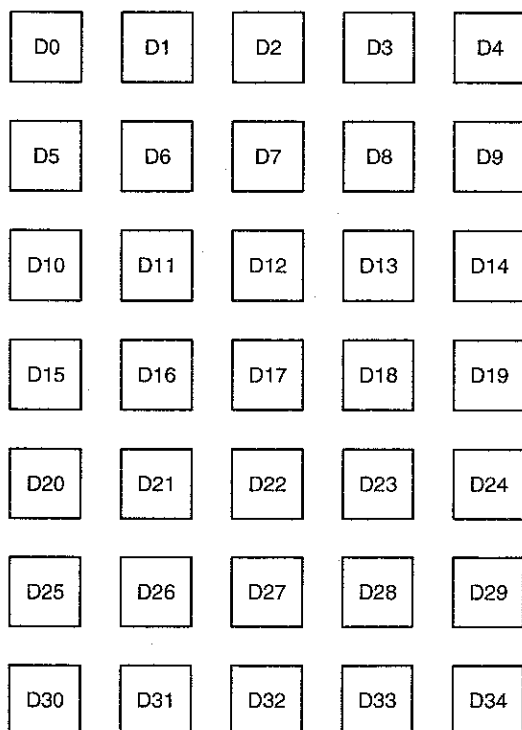 D0 D1 D2 D3 D4
D5 D6 D7 D8 D9
D10 D11 D12 D13 D14
D15 D16 D17 D18 D19
D20 D21 D22 D23 D24
D25 D26 D27 D28 D29
D30 D31 D32 D33 D34